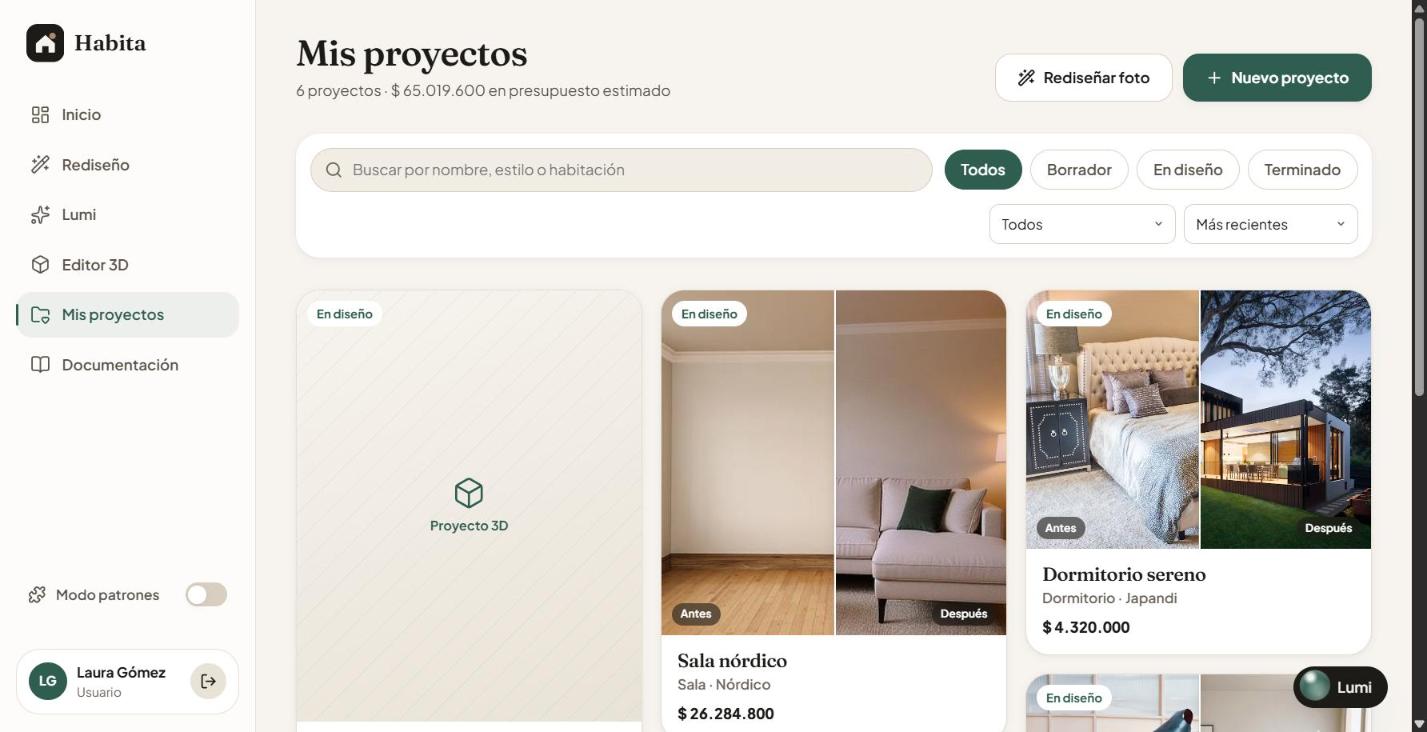 Habita
Inicio
Rediseño
Lumi
Editor 3D
Mis proyectos
Documentación
Modo patrones
LG
Laura Gómez
Usuario
Mis proyectos
6 proyectos · $ 65.019.600 en presupuesto estimado
Rediseñar foto
Nuevo proyecto
Buscar por nombre, estilo o habitación
Todos
Borrador
En diseño
Terminado
Todos
Más recientes
En diseño
Proyecto 3D
En diseño
Antes
Después
Sala nórdico
Sala · Nórdico
$ 26.284.800
En diseño
Antes
Después
Dormitorio sereno
Dormitorio · Japandi
$ 4.320.000
En diseño
Lumi